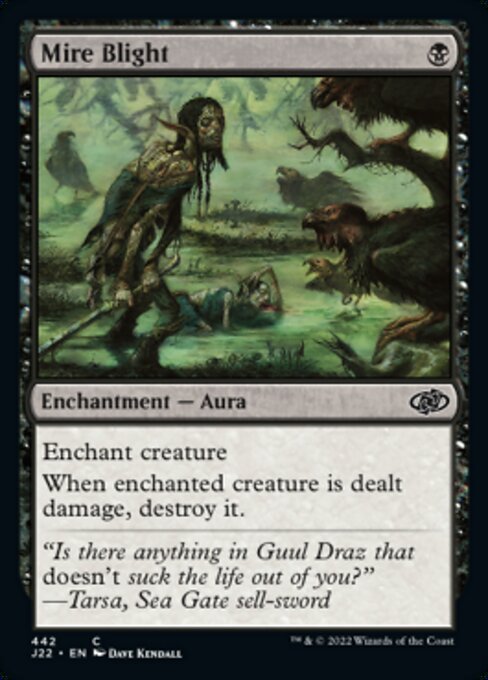 Mire Blight
Enchantment — Aura
Enchant creature
When enchanted creature is dealt
damage, destroy it.
“Is there anything in Guul Draz that
doesn’t suck the life out of you?”
—Tarsa, Sea Gate sell-sword
442 C
J22 • EN Dave Kendall
™ & © 2022 Wizards of the Coast